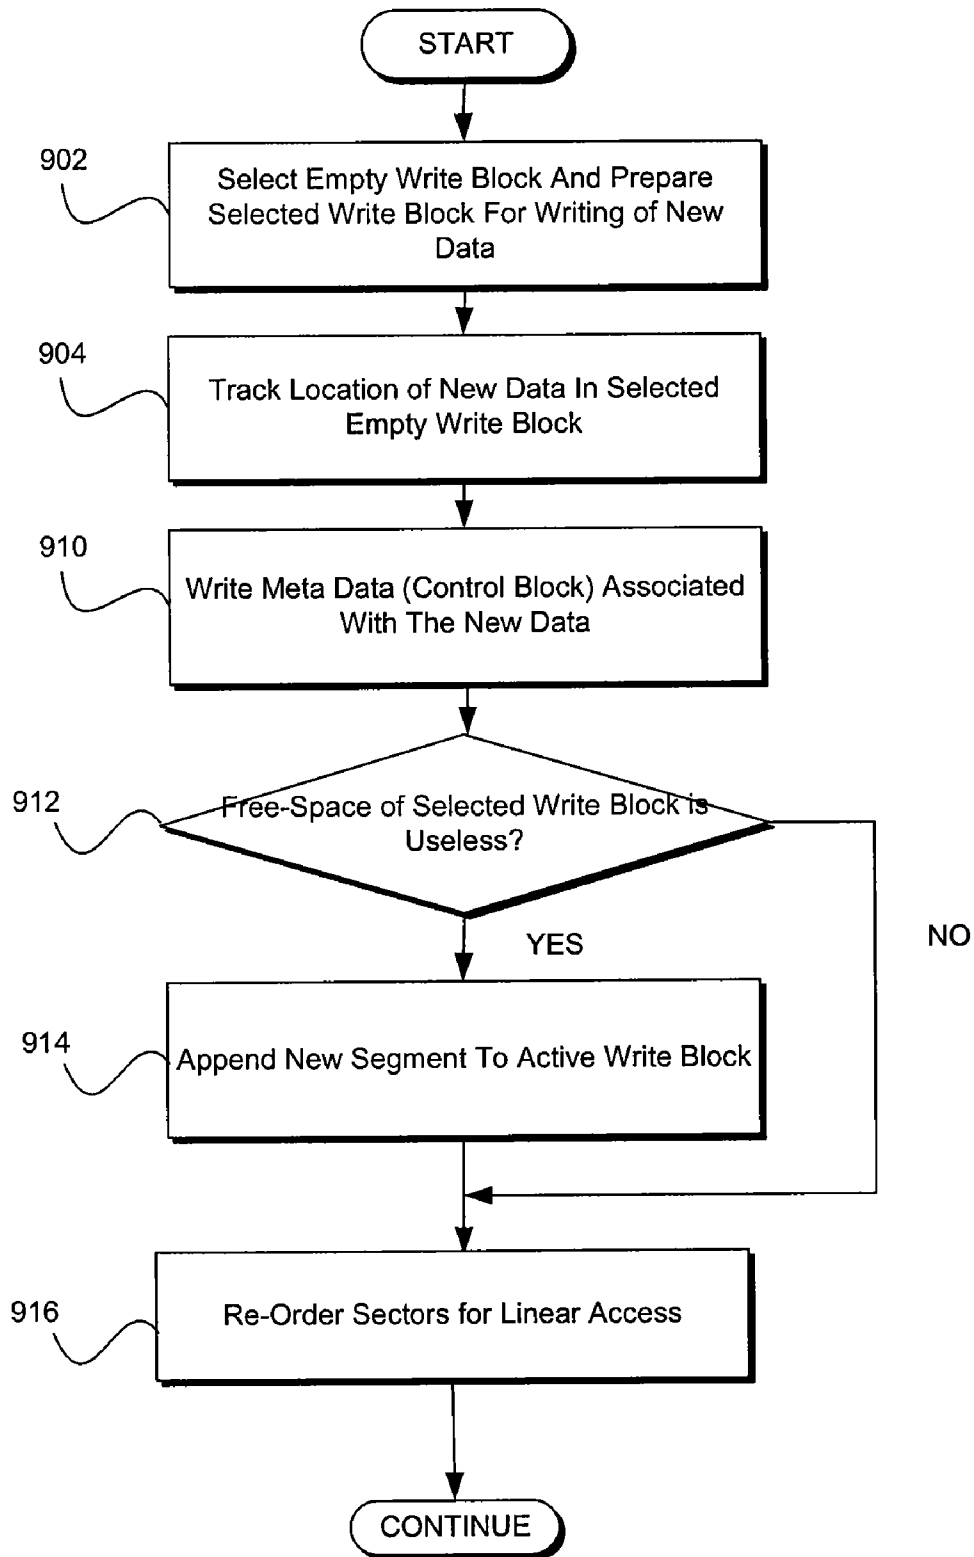 START
902
Select Empty Write Block And Prepare
Selected Write Block For Writing of New
Data
904
Track Location of New Data In Selected
Empty Write Block
910
Write Meta Data (Control Block) Associated
With The New Data
912
Free-Space of Selected Write Block is
Useless?
YES
NO
914
Append New Segment To Active Write Block
916
Re-Order Sectors for Linear Access
CONTINUE